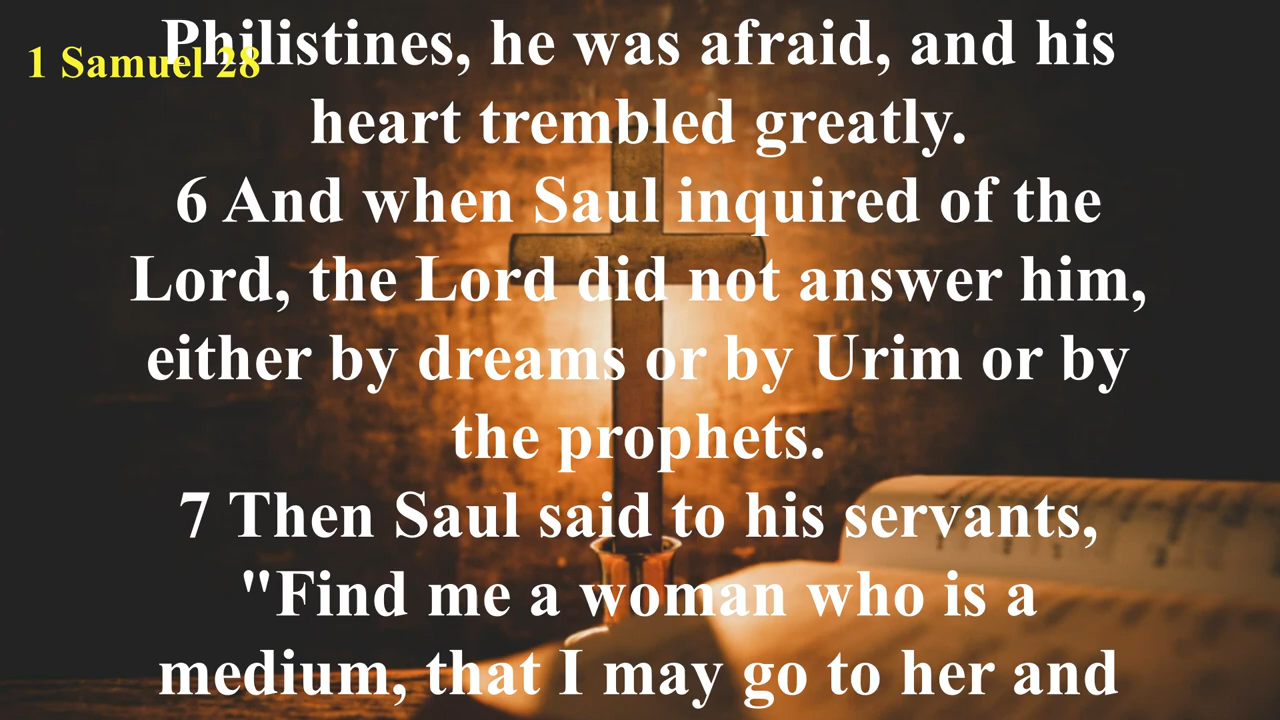 1 Samuel 28
Philistines, he was afraid, and his
heart trembled greatly.
6 And when Saul inquired of the
Lord, the Lord did not answer him,
either by dreams or by Urim or by
the prophets.
7 Then Saul said to his servants,
"Find me a woman who is a
medium, that I may go to her and